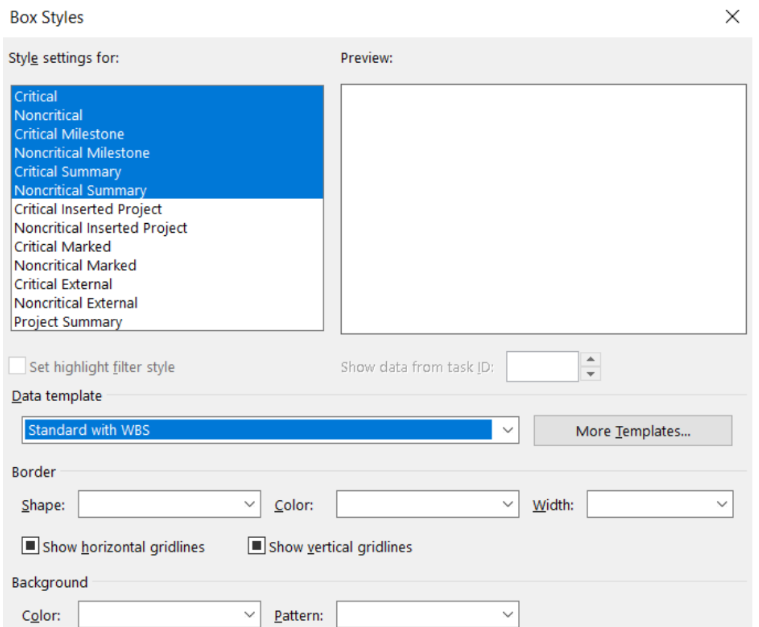 Box Styles
Style settings for:
Preview:
Critical
Noncritical
Critical Milestone
Noncritical Milestone
Critical Summary
Noncritical Summary
Critical Inserted Project
Noncritical Inserted Project
Critical Marked
Noncritical Marked
Critical External
Noncritical External
Project Summary
Set highlight filter style
Show data from task ID:
Data template
Standard with WBS
More Templates...
Border
Shape:
Color:
Width:
Show horizontal gridlines
Show vertical gridlines
Background
Color:
Pattern: